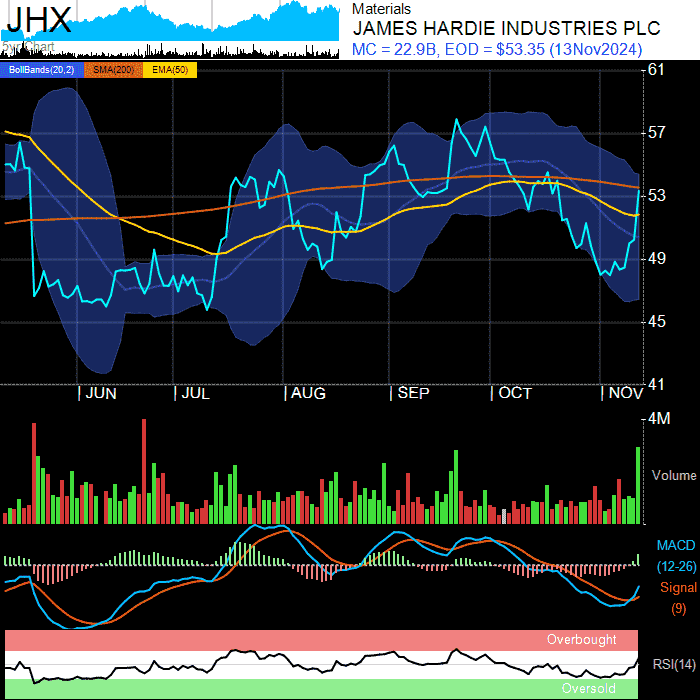 JHX
5yr Chart
Materials
JAMES HARDIE INDUSTRIES PLC
MC = 22.9B, EOD = $53.35 (13Nov2024)
BollBands(20,2) SMA(200) EMA(50)
61
57
53
49
45
41
| JUN | JUL | AUG | SEP | OCT | NOV
4M
Volume
MACD
(12-26)
Signal
(9)
Overbought
RSI(14)
Oversold